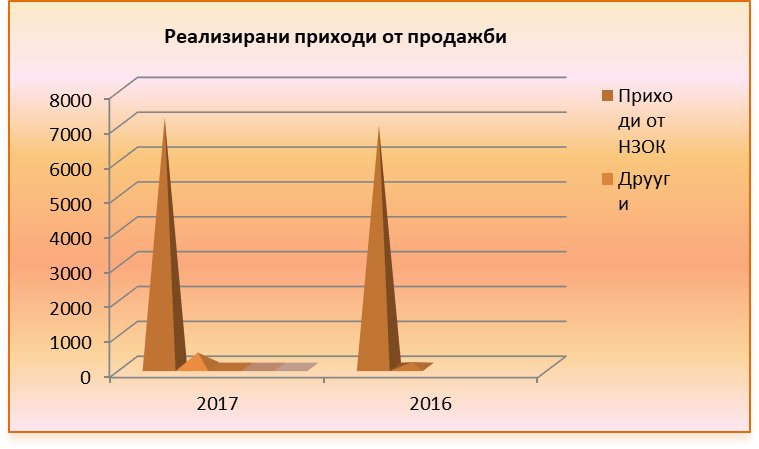 Реализирани приходи от продажби
8000
7000
6000
5000
4000
3000
2000
1000
0
2017
2016
Прихо
ди от
НЗОК
Друуг
и